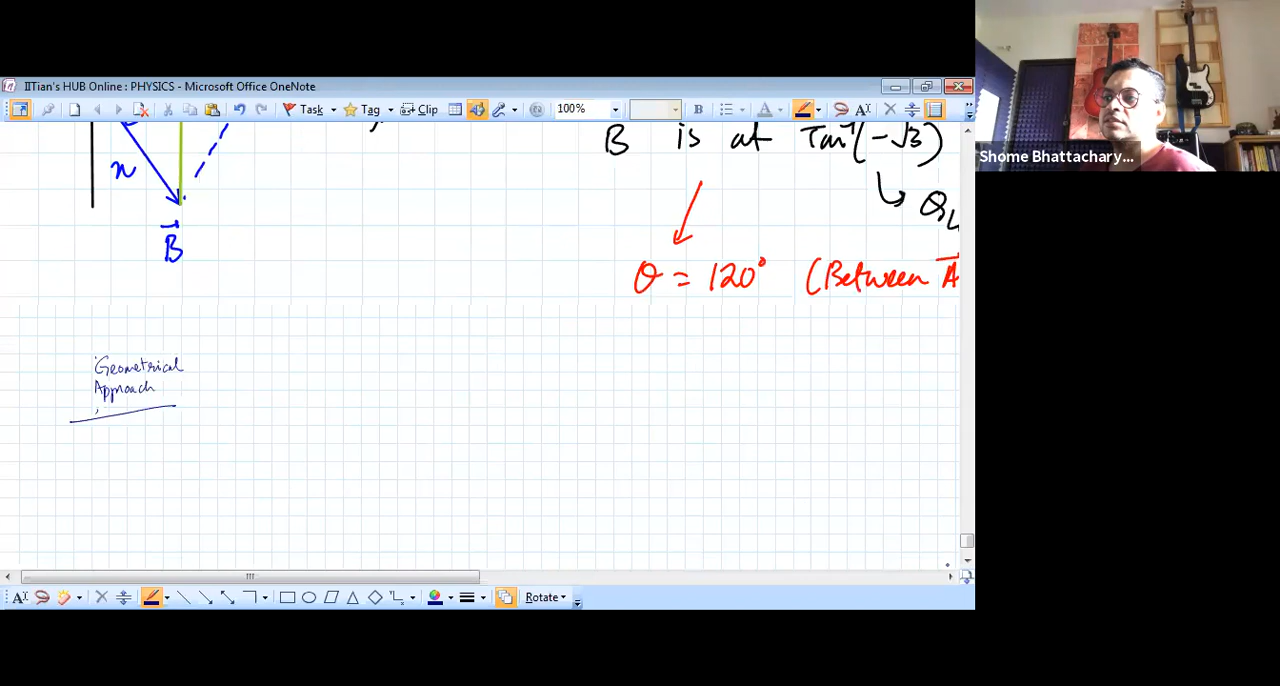 IITian's HUB Online : PHYSICS - Microsoft Office OneNote
Task Tag Clip 100% B A
Shome Bhattachary...
B is at Tan⁻¹(-√3)
n
B
θ = 120° (Between A
Geometrical
Approach
Rotate